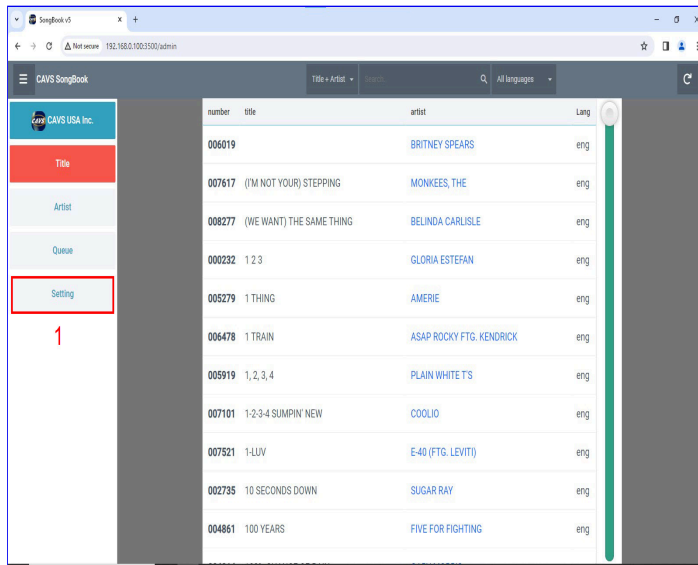 SongBook v5
Not secure 192.168.0.100:3500/admin
CAVS SongBook
Title + Artist
search...
All languages
CAVS CAVS USA Inc.
Title
Artist
Queue
Setting
1
number title artist Lang
006019 BRITNEY SPEARS eng
007617 (I'M NOT YOUR) STEPPING MONKEES, THE eng
008277 (WE WANT) THE SAME THING BELINDA CARLISLE eng
000232 1 2 3 GLORIA ESTEFAN eng
005279 1 THING AMERIE eng
006478 1 TRAIN ASAP ROCKY FTG. KENDRICK eng
005919 1, 2, 3, 4 PLAIN WHITE T'S eng
007101 1-2-3-4 SUMPIN' NEW COOLIO eng
007521 1-LUV E-40 (FTG. LEVITI) eng
002735 10 SECONDS DOWN SUGAR RAY eng
004861 100 YEARS FIVE FOR FIGHTING eng